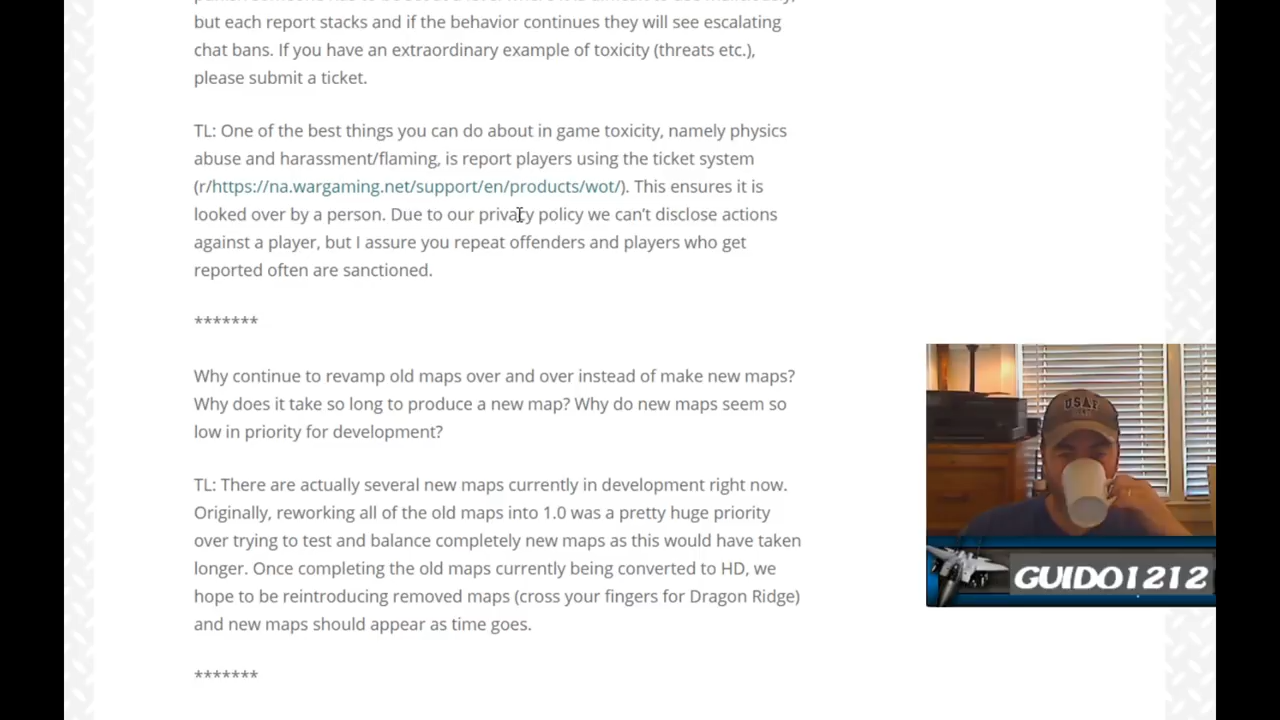 but each report stacks and if the behavior continues they will see escalating
chat bans. If you have an extraordinary example of toxicity (threats etc.),
please submit a ticket.
TL: One of the best things you can do about in game toxicity, namely physics
abuse and harassment/flaming, is report players using the ticket system
(r/https://na.wargaming.net/support/en/products/wot/). This ensures it is
looked over by a person. Due to our privacy policy we can't disclose actions
against a player, but I assure you repeat offenders and players who get
reported often are sanctioned.
*******
Why continue to revamp old maps over and over instead of make new maps?
Why does it take so long to produce a new map? Why do new maps seem so
low in priority for development?
TL: There are actually several new maps currently in development right now.
Originally, reworking all of the old maps into 1.0 was a pretty huge priority
over trying to test and balance completely new maps as this would have taken
longer. Once completing the old maps currently being converted to HD, we
hope to be reintroducing removed maps (cross your fingers for Dragon Ridge)
and new maps should appear as time goes.
*******
USAF
GUIDO1212